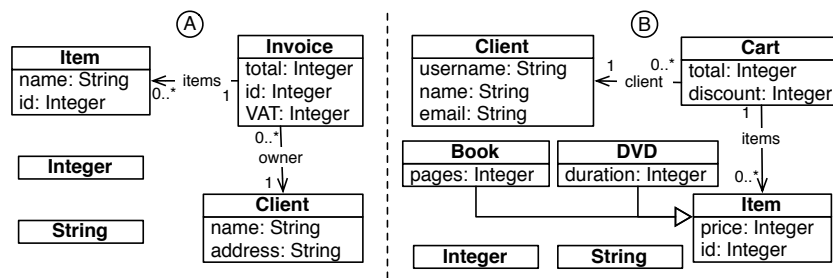 A
Item
name: String
id: Integer
items
0..*
1
Invoice
total: Integer
id: Integer
VAT: Integer
0..*
owner
1
Client
name: String
address: String
Integer
String
B
Client
username: String
name: String
email: String
1
0..*
client
Cart
total: Integer
discount: Integer
1
items
0..*
Book
pages: Integer
DVD
duration: Integer
Item
price: Integer
id: Integer
Integer
String